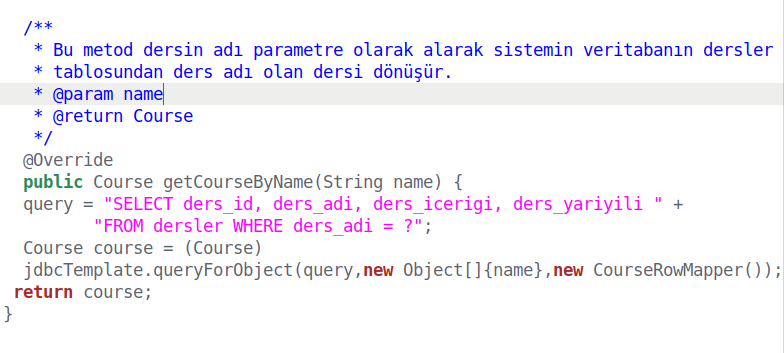 /**
* Bu metod dersin adı parametre olarak alarak sistemin veritabanın dersler
* tablosundan ders adı olan dersi dönüşür.
* @param name
* @return Course
*/
@Override
public Course getCourseByName(String name) {
query = "SELECT ders_id, ders_adi, ders_icerigi, ders_yariyili " +
"FROM dersler WHERE ders_adi = ?";
Course course = (Course)
jdbcTemplate.queryForObject(query,new Object[]{name},new CourseRowMapper());
return course;
}